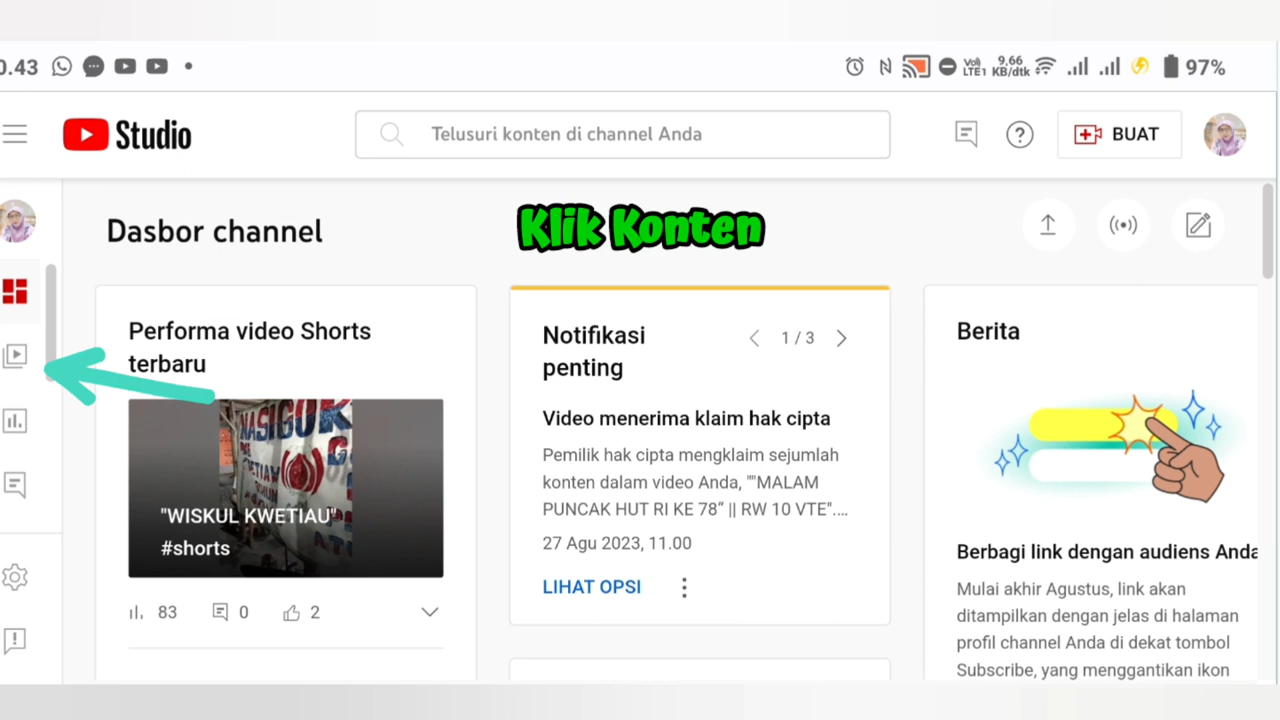 0.43
Vo) LTE1
9,66 KB/dtk
97%
Studio
Telusuri konten di channel Anda
BUAT
Dasbor channel
Klik Konten
Performa video Shorts
terbaru
"WISKUL KWETIAU"
#shorts
83
0
2
Notifikasi
penting
1 / 3
Video menerima klaim hak cipta
Pemilik hak cipta mengklaim sejumlah
konten dalam video Anda, ""MALAM
PUNCAK HUT RI KE 78” || RW 10 VTE"....
27 Agu 2023, 11.00
LIHAT OPSI
Berita
Berbagi link dengan audiens Anda
Mulai akhir Agustus, link akan
ditampilkan dengan jelas di halaman
profil channel Anda di dekat tombol
Subscribe, yang menggantikan ikon